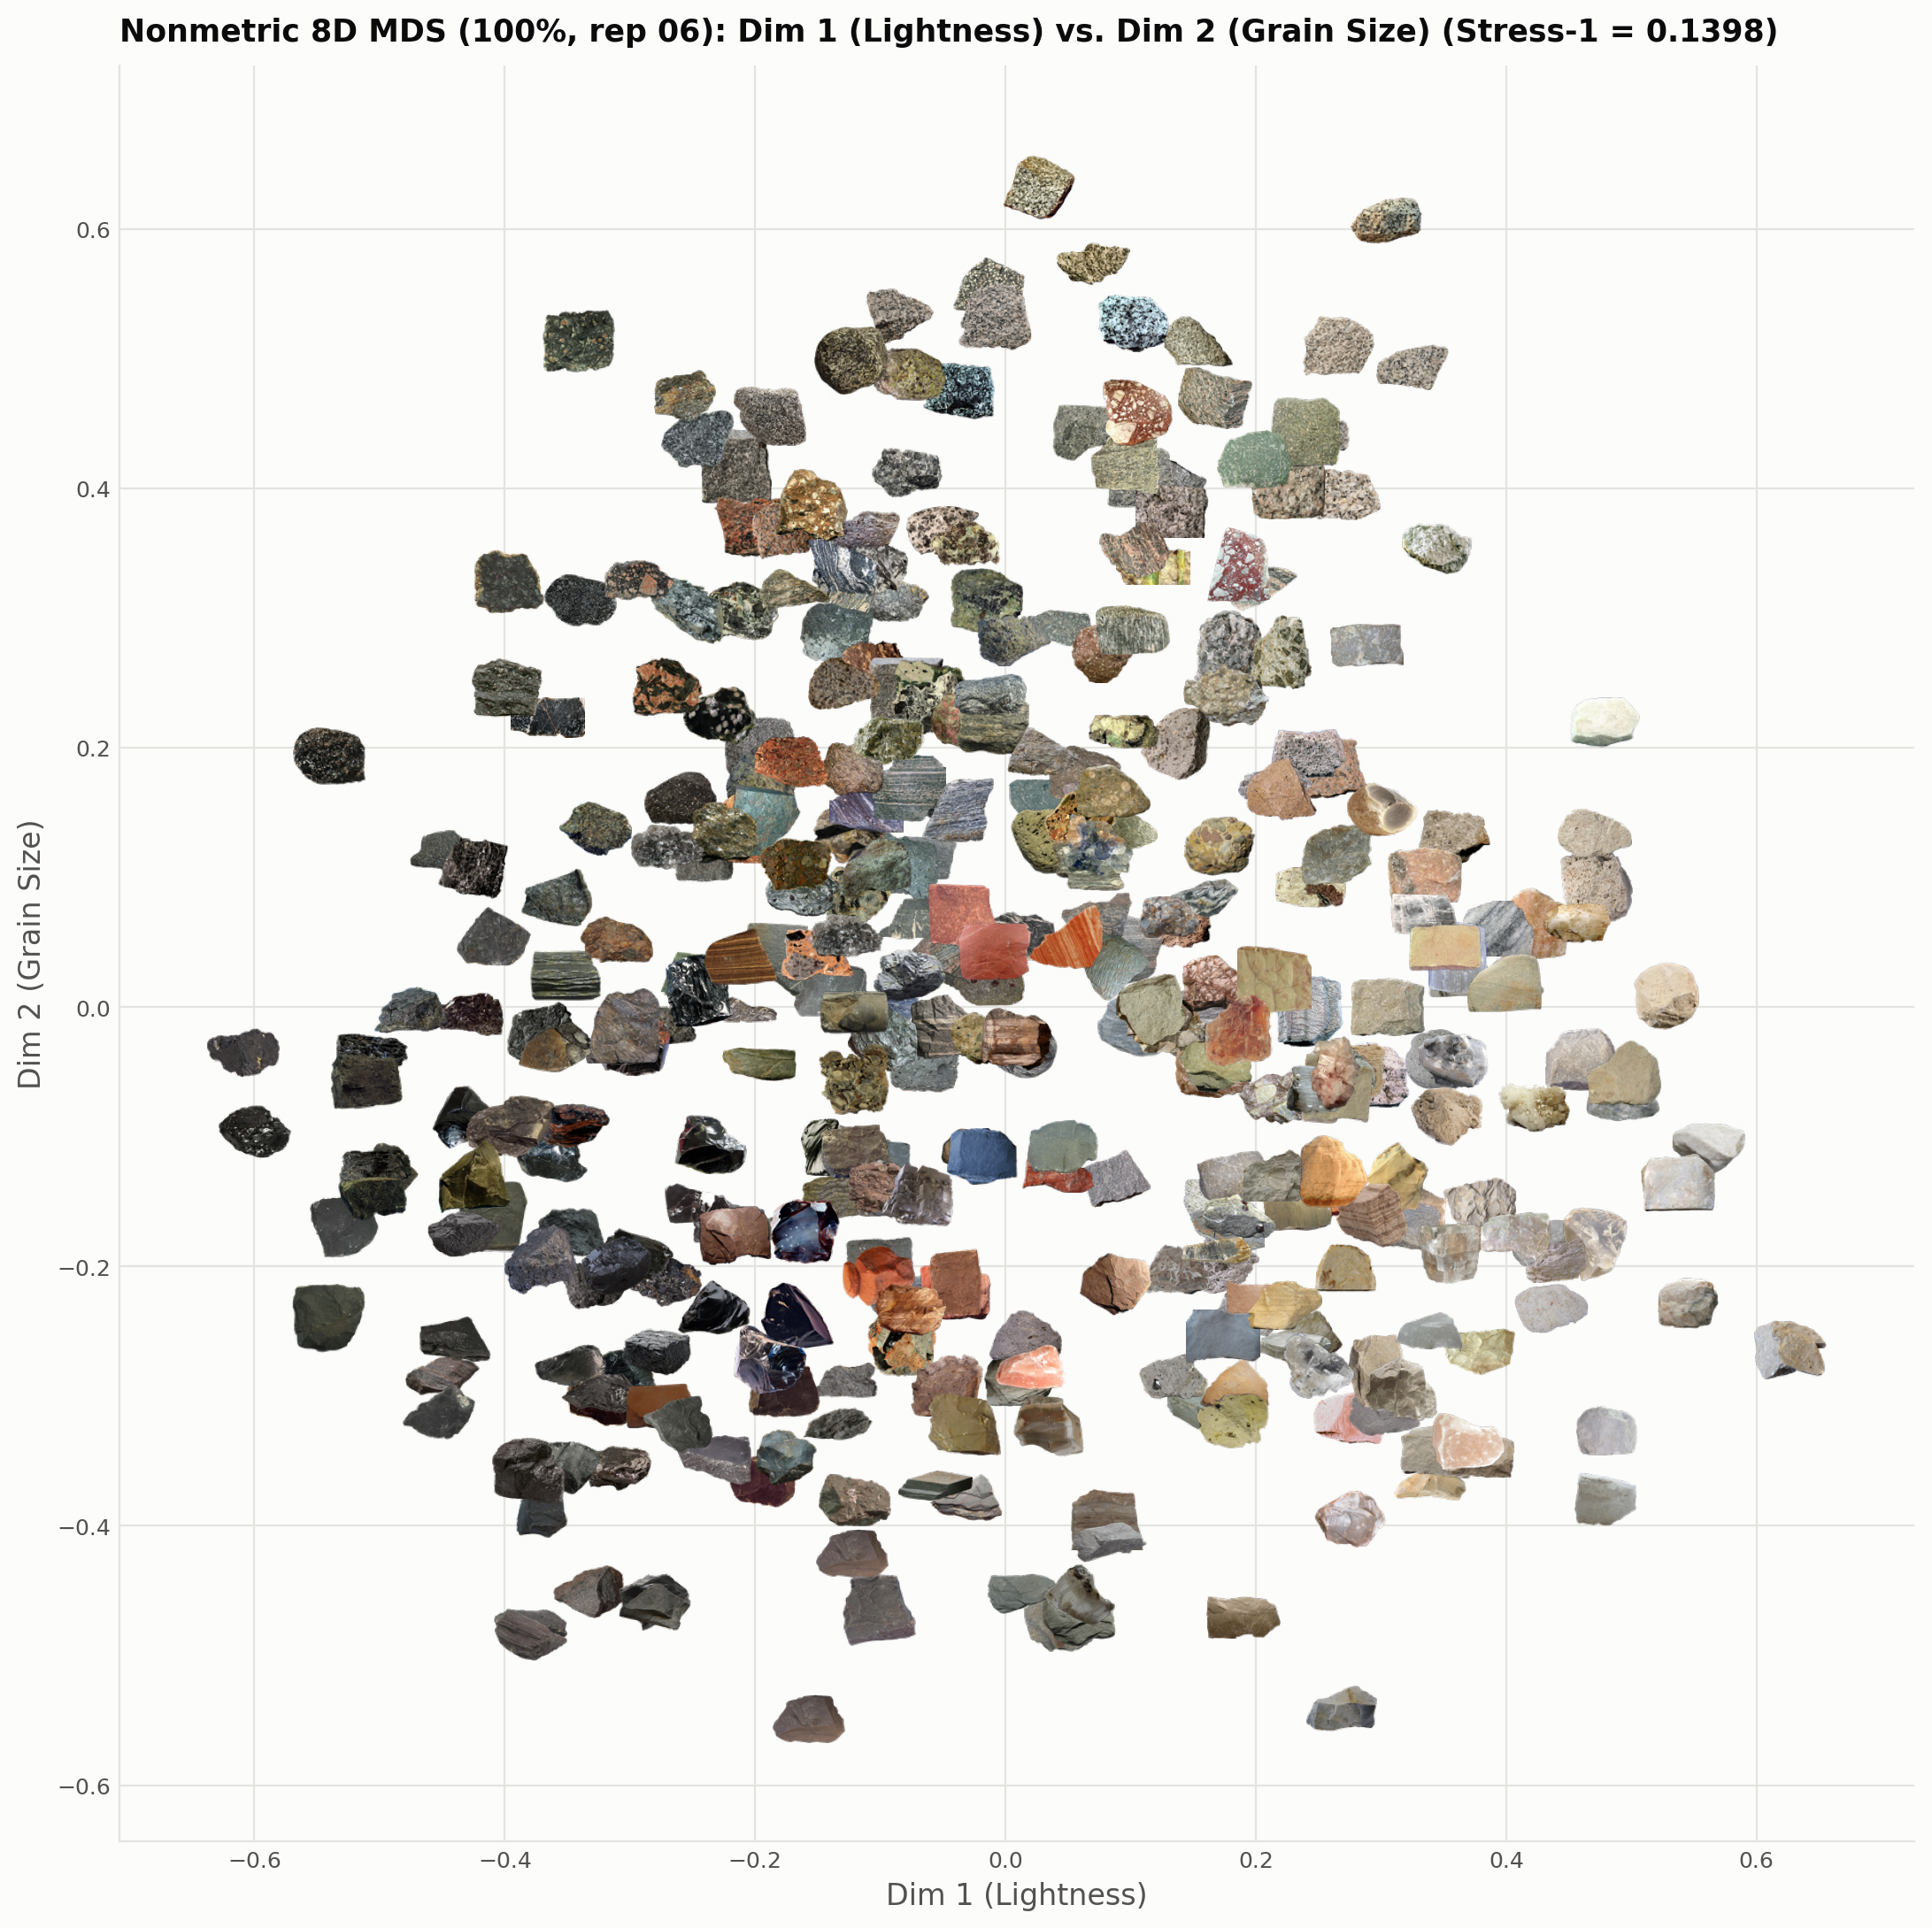 Nonmetric 8D MDS (100%, rep 06): Dim 1 (Lightness) vs. Dim 2 (Grain Size) (Stress-1 = 0.1398)
Dim 2 (Grain Size)
0.6
0.4
0.2
0.0
−0.2
−0.4
−0.6
−0.6 −0.4 −0.2 0.0 0.2 0.4 0.6
Dim 1 (Lightness)